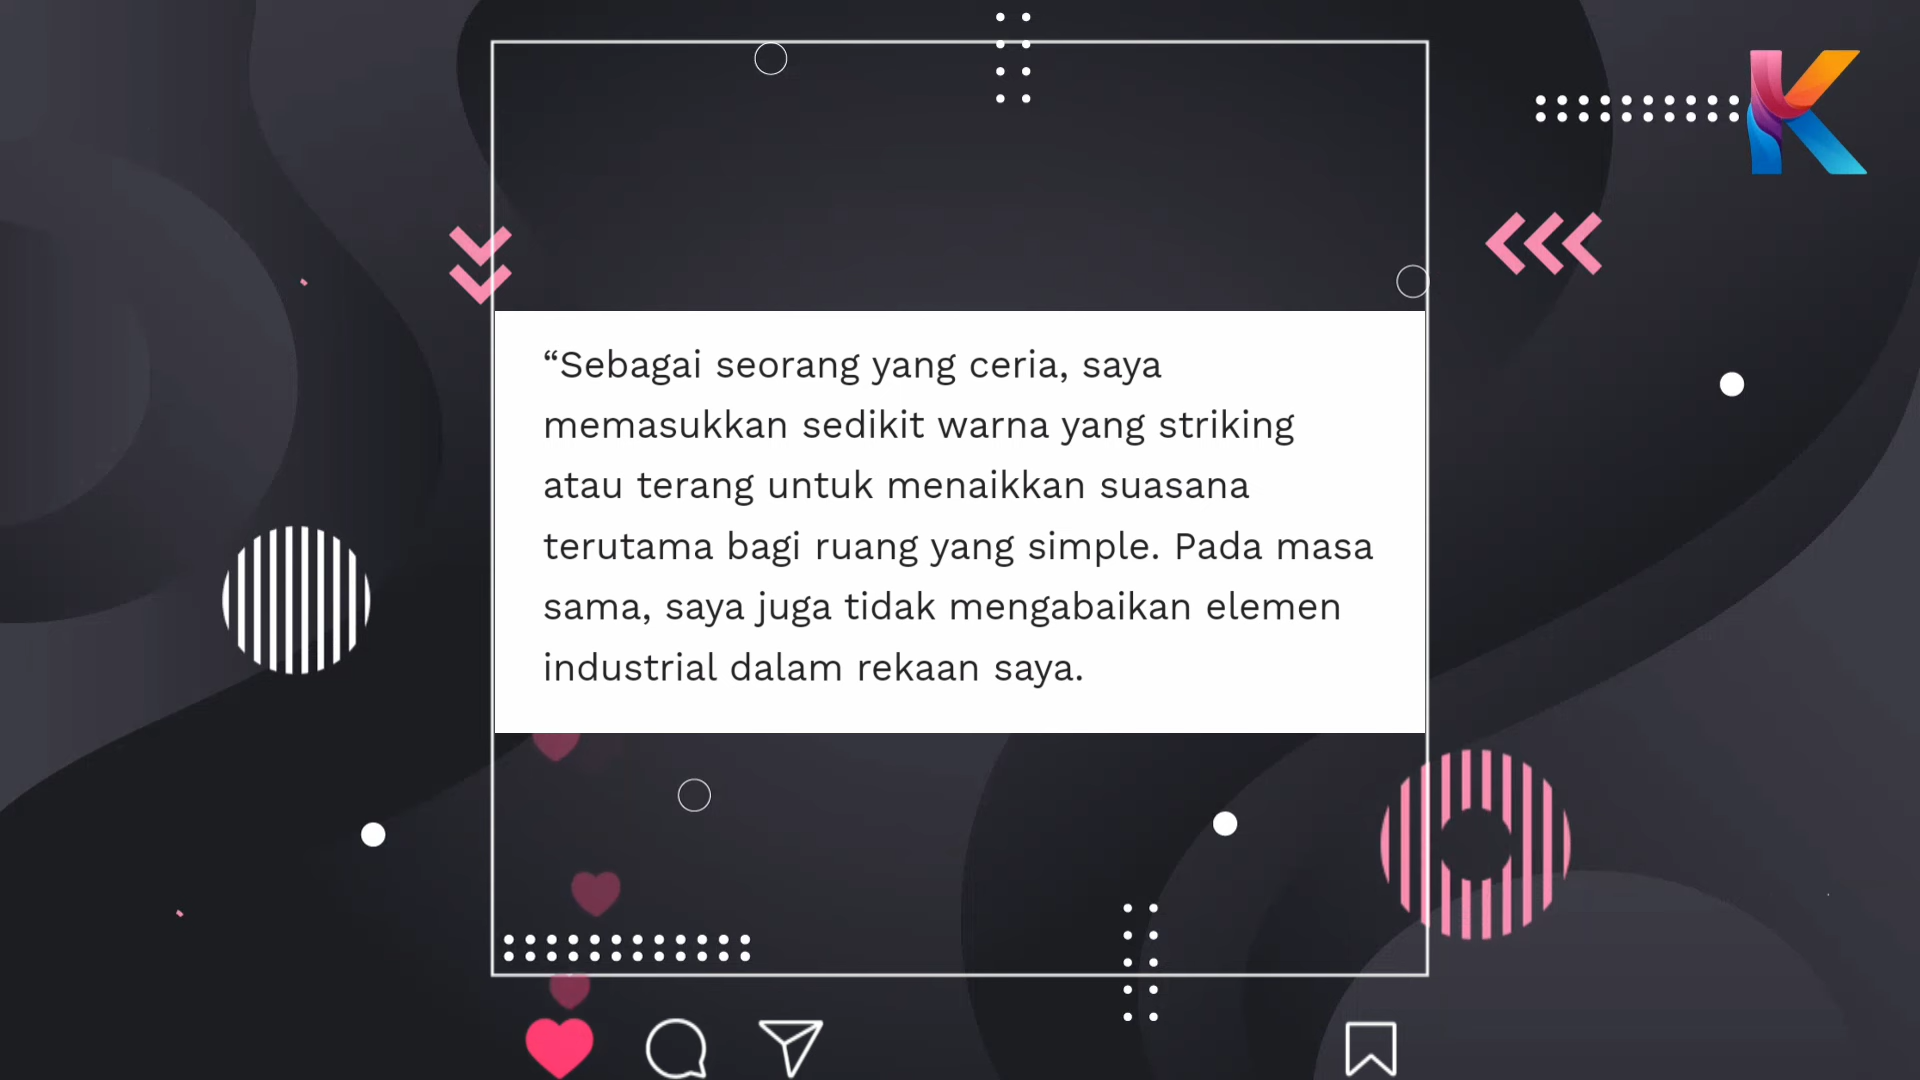 “Sebagai seorang yang ceria, saya
memasukkan sedikit warna yang striking
atau terang untuk menaikkan suasana
terutama bagi ruang yang simple. Pada masa
sama, saya juga tidak mengabaikan elemen
industrial dalam rekaan saya.